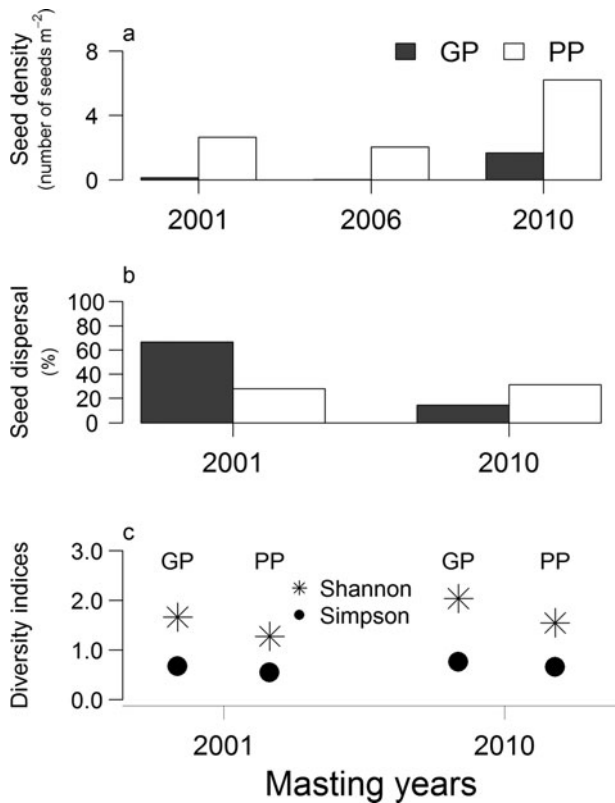 a
GP PP
Seed density
(number of seeds m⁻²)
8
4
0
2001 2006 2010
b
Seed dispersal
(%)
100
80
60
40
20
0
2001 2010
c
Diversity indices
3.0
2.0
1.0
0.0
GP PP GP PP
Shannon
Simpson
2001 2010
Masting years